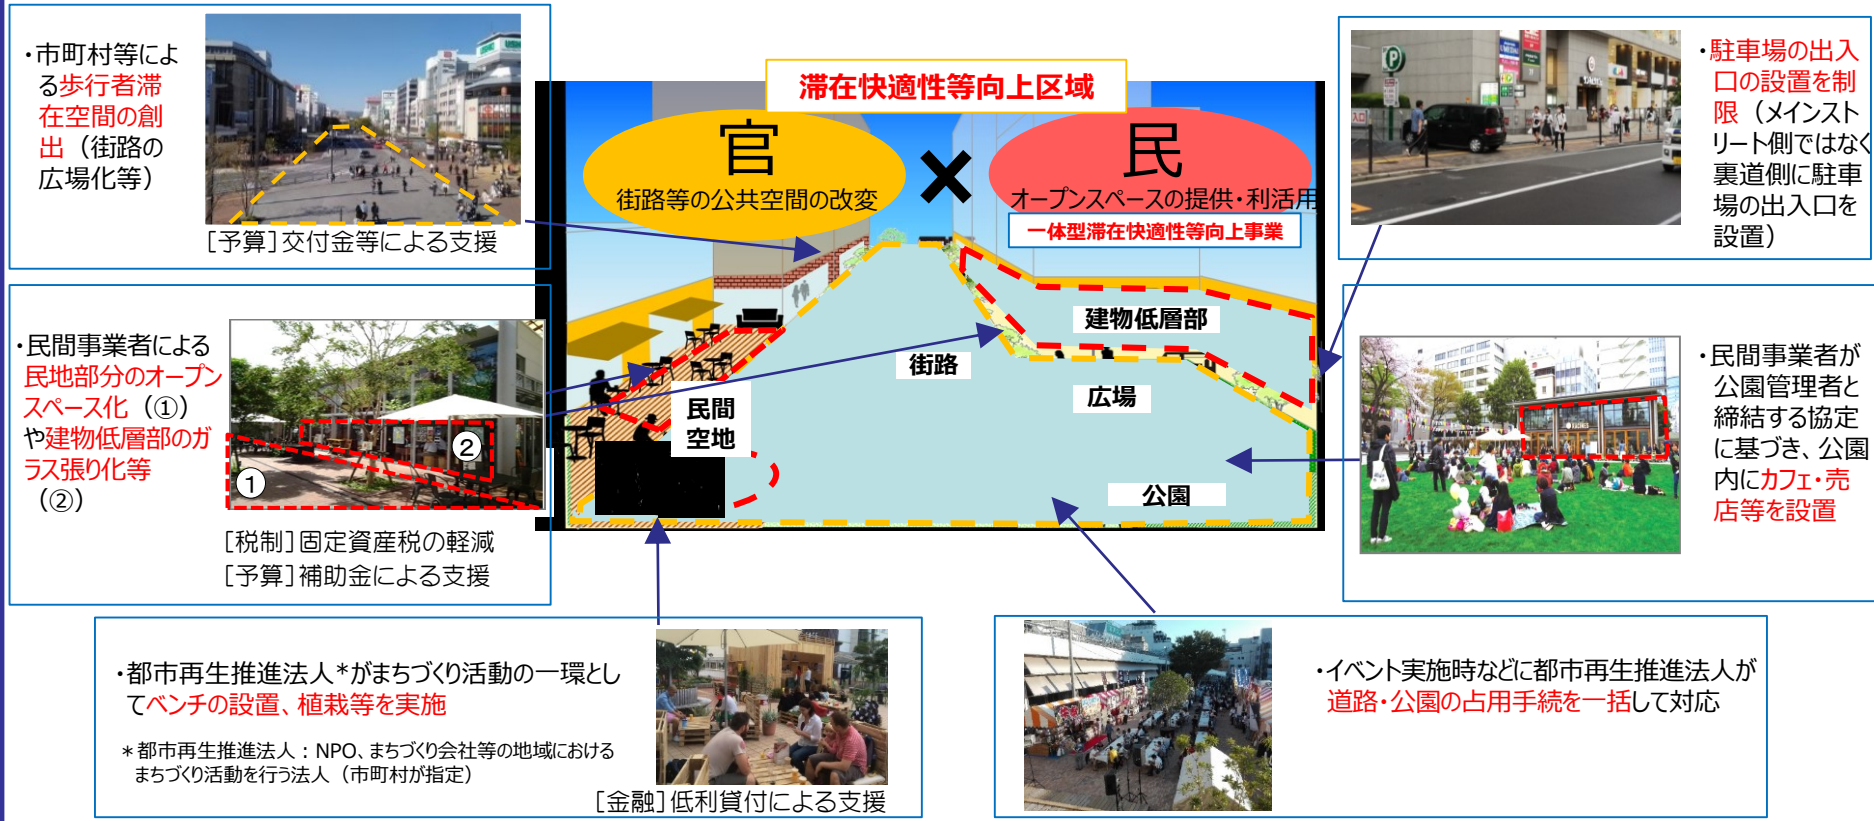 ・市町村等によ
る歩行者滞
在空間の創
出（街路の
広場化等）
［予算］交付金等による支援
滞在快適性等向上区域
官
街路等の公共空間の改変
×
民
オープンスペースの提供・利活用
一体型滞在快適性等向上事業
・駐車場の出入
口の設置を制
限（メインスト
リート側ではなく
裏道側に駐車
場の出入口を
設置）
・民間事業者による
民地部分のオープン
スペース化（①）
や建物低層部のガ
ラス張り化等
（②）
①
②
［税制］固定資産税の軽減
［予算］補助金による支援
建物低層部
街路
広場
民間
空地
公園
・民間事業者が
公園管理者と
締結する協定
に基づき、公園
内にカフェ・売
店等を設置
・都市再生推進法人*がまちづくり活動の一環とし
てベンチの設置、植栽等を実施
＊都市再生推進法人：NPO、まちづくり会社等の地域における
まちづくり活動を行う法人（市町村が指定）
［金融］低利貸付による支援
・イベント実施時などに都市再生推進法人が
道路・公園の占用手続を一括して対応